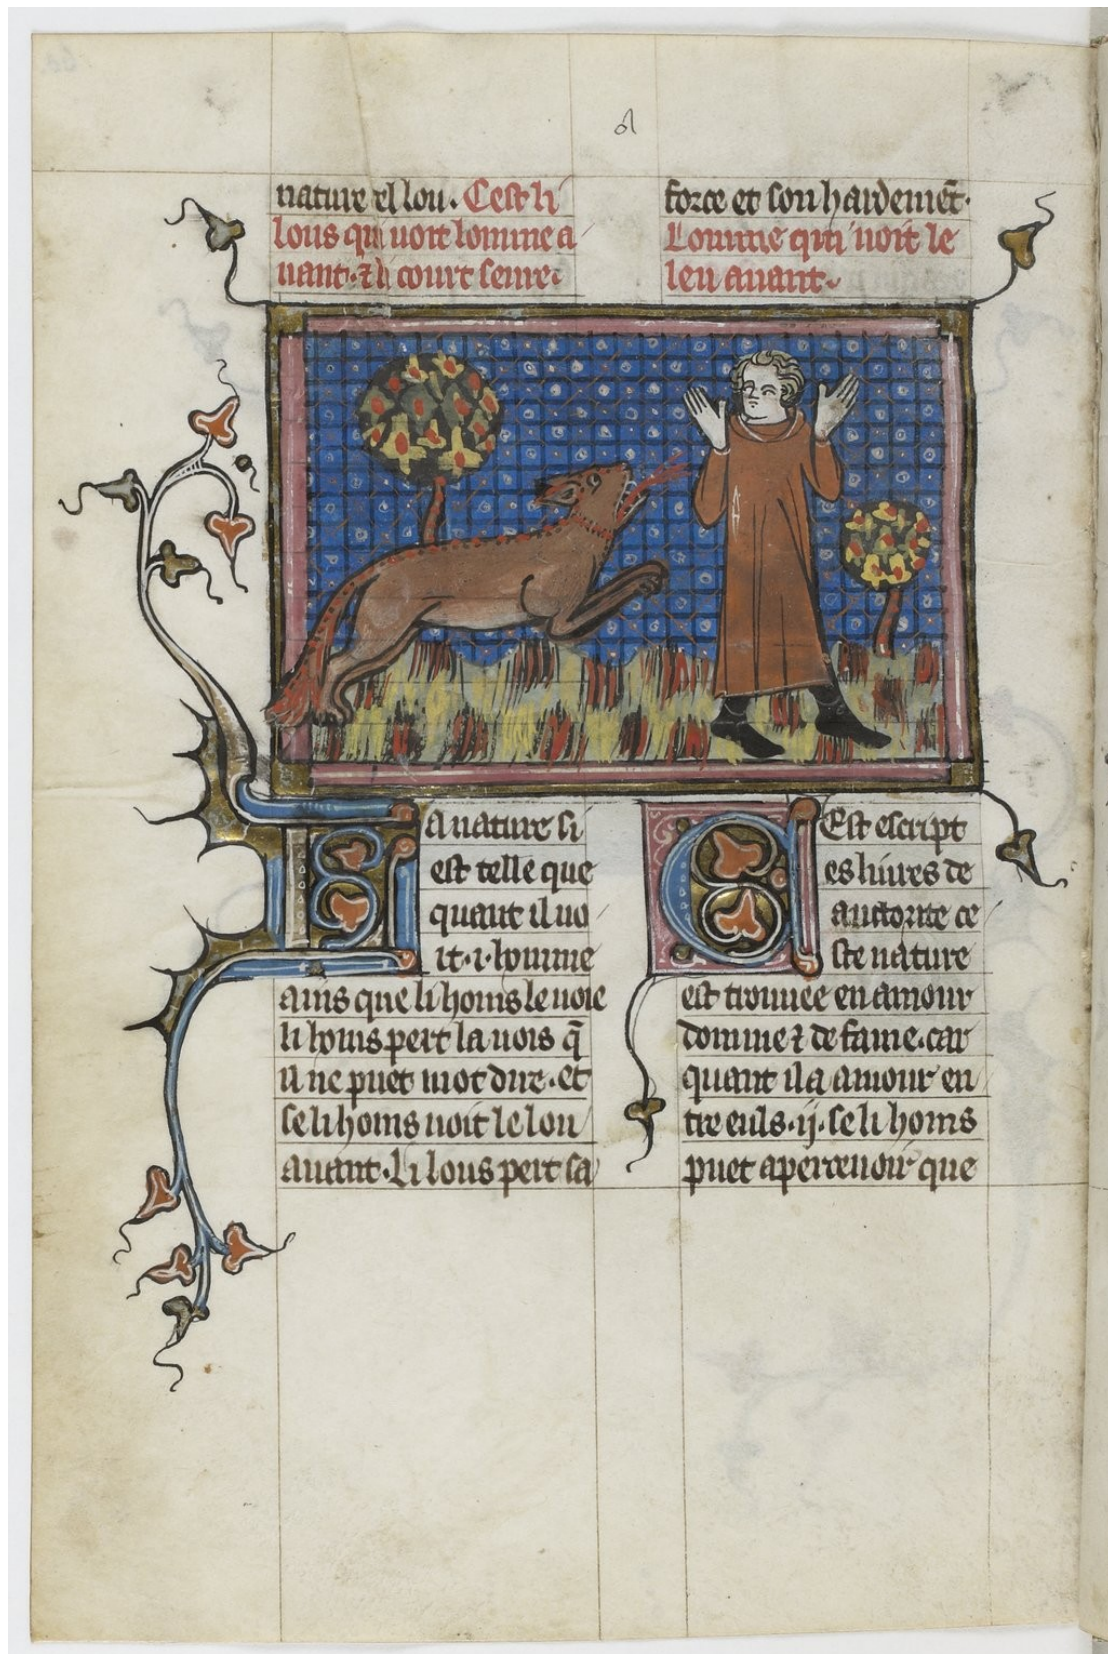 nature el lou. Cest li
lous qui uoit lomme a
uant. ⁊ li court seure
La nature si
est telle que
quant il uo
it .i. homme
ains que li homs le uoie
li homs pert la uois q̄
il ne puet mot dire. et
se li homs uoit le lou
auant. Li lous pert sa
force et son hardemēt.
Lomme qui uoit le
leu auant.
Est escript
es liures de
auctorite ce
ste nature
est trouuee en amour
domme ⁊ de fame. car
quant il a amour en
tre euls .ij. se li homs
puet aperceuoir que